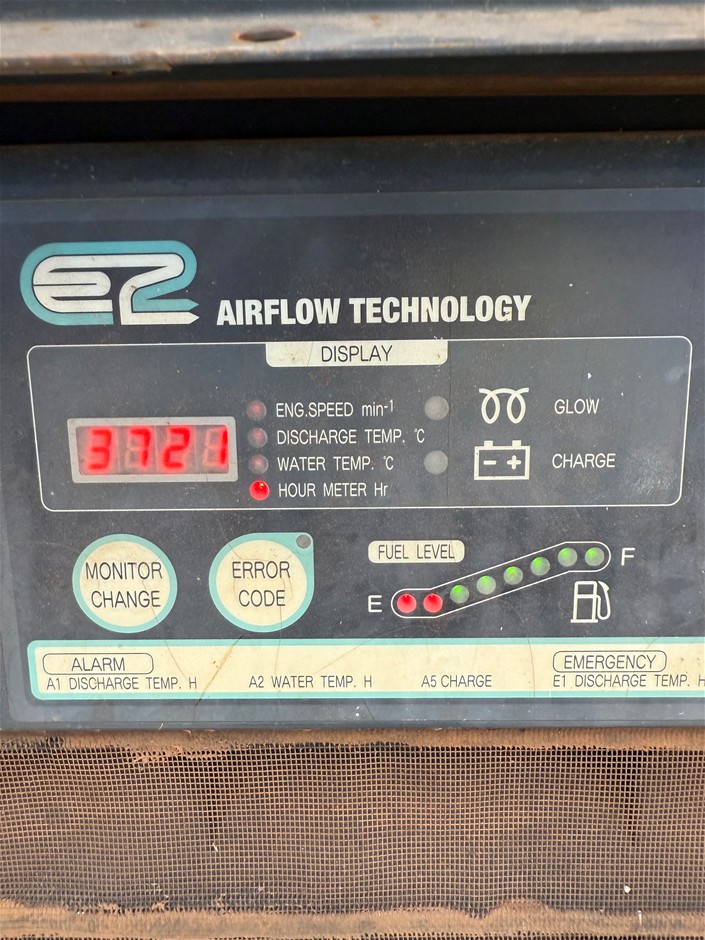 e2 AIRFLOW TECHNOLOGY
DISPLAY
3721
ENG.SPEED min-1
DISCHARGE TEMP. ℃
WATER TEMP. ℃
HOUR METER Hr
GLOW
- +
CHARGE
MONITOR
CHANGE
ERROR
CODE
FUEL LEVEL
E
F
ALARM
A1 DISCHARGE TEMP. H
A2 WATER TEMP. H
A5 CHARGE
EMERGENCY
E1 DISCHARGE TEMP. H